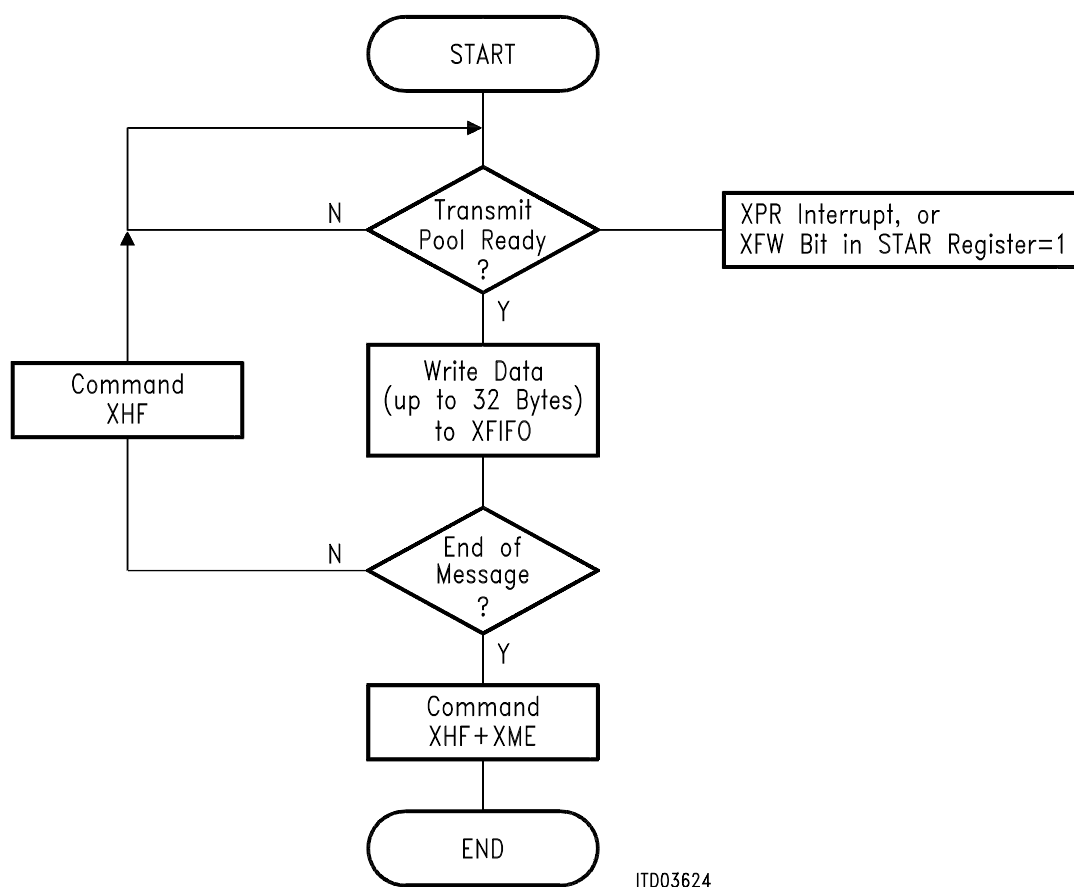 START
N
Transmit
Pool Ready
?
XPR Interrupt, or
XFW Bit in STAR Register=1
Y
Write Data
(up to 32 Bytes)
to XFIFO
Command
XHF
N
End of
Message
?
Y
Command
XHF+XME
END
ITD03624